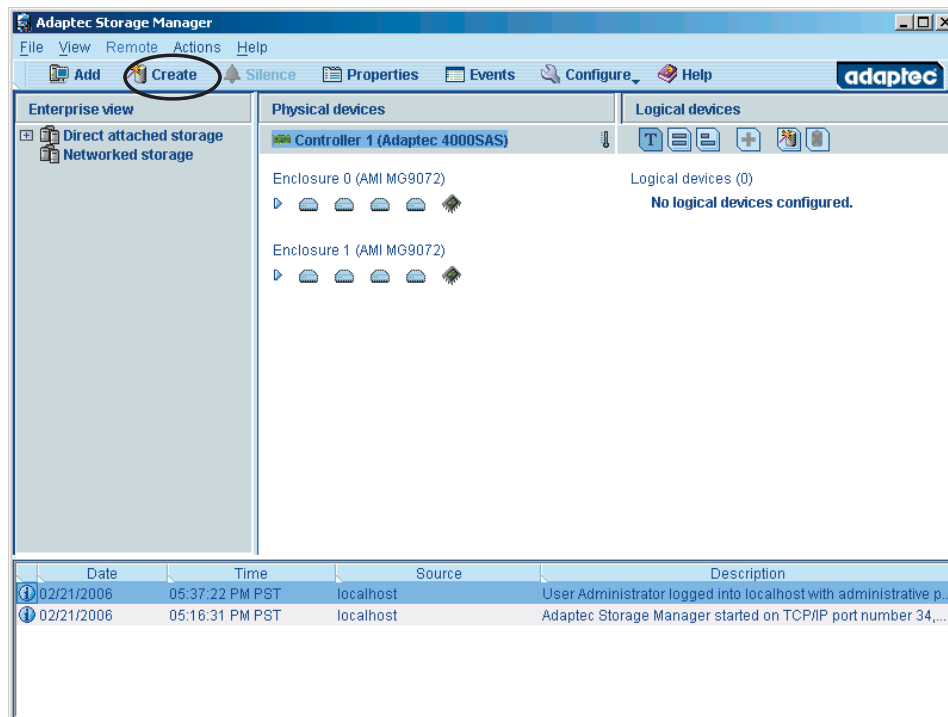 Adaptec Storage Manager
File View Remote Actions Help
Add Create Silence Properties Events Configure Help adaptec
Enterprise view
Direct attached storage
Networked storage
Physical devices
Controller 1 (Adaptec 4000SAS)
Enclosure 0 (AMI MG9072)
Enclosure 1 (AMI MG9072)
Logical devices
T
Logical devices (0)
No logical devices configured.
Date Time Source Description
02/21/2006 05:37:22 PM PST localhost User Administrator logged into localhost with administrative p...
02/21/2006 05:16:31 PM PST localhost Adaptec Storage Manager started on TCP/IP port number 34,...